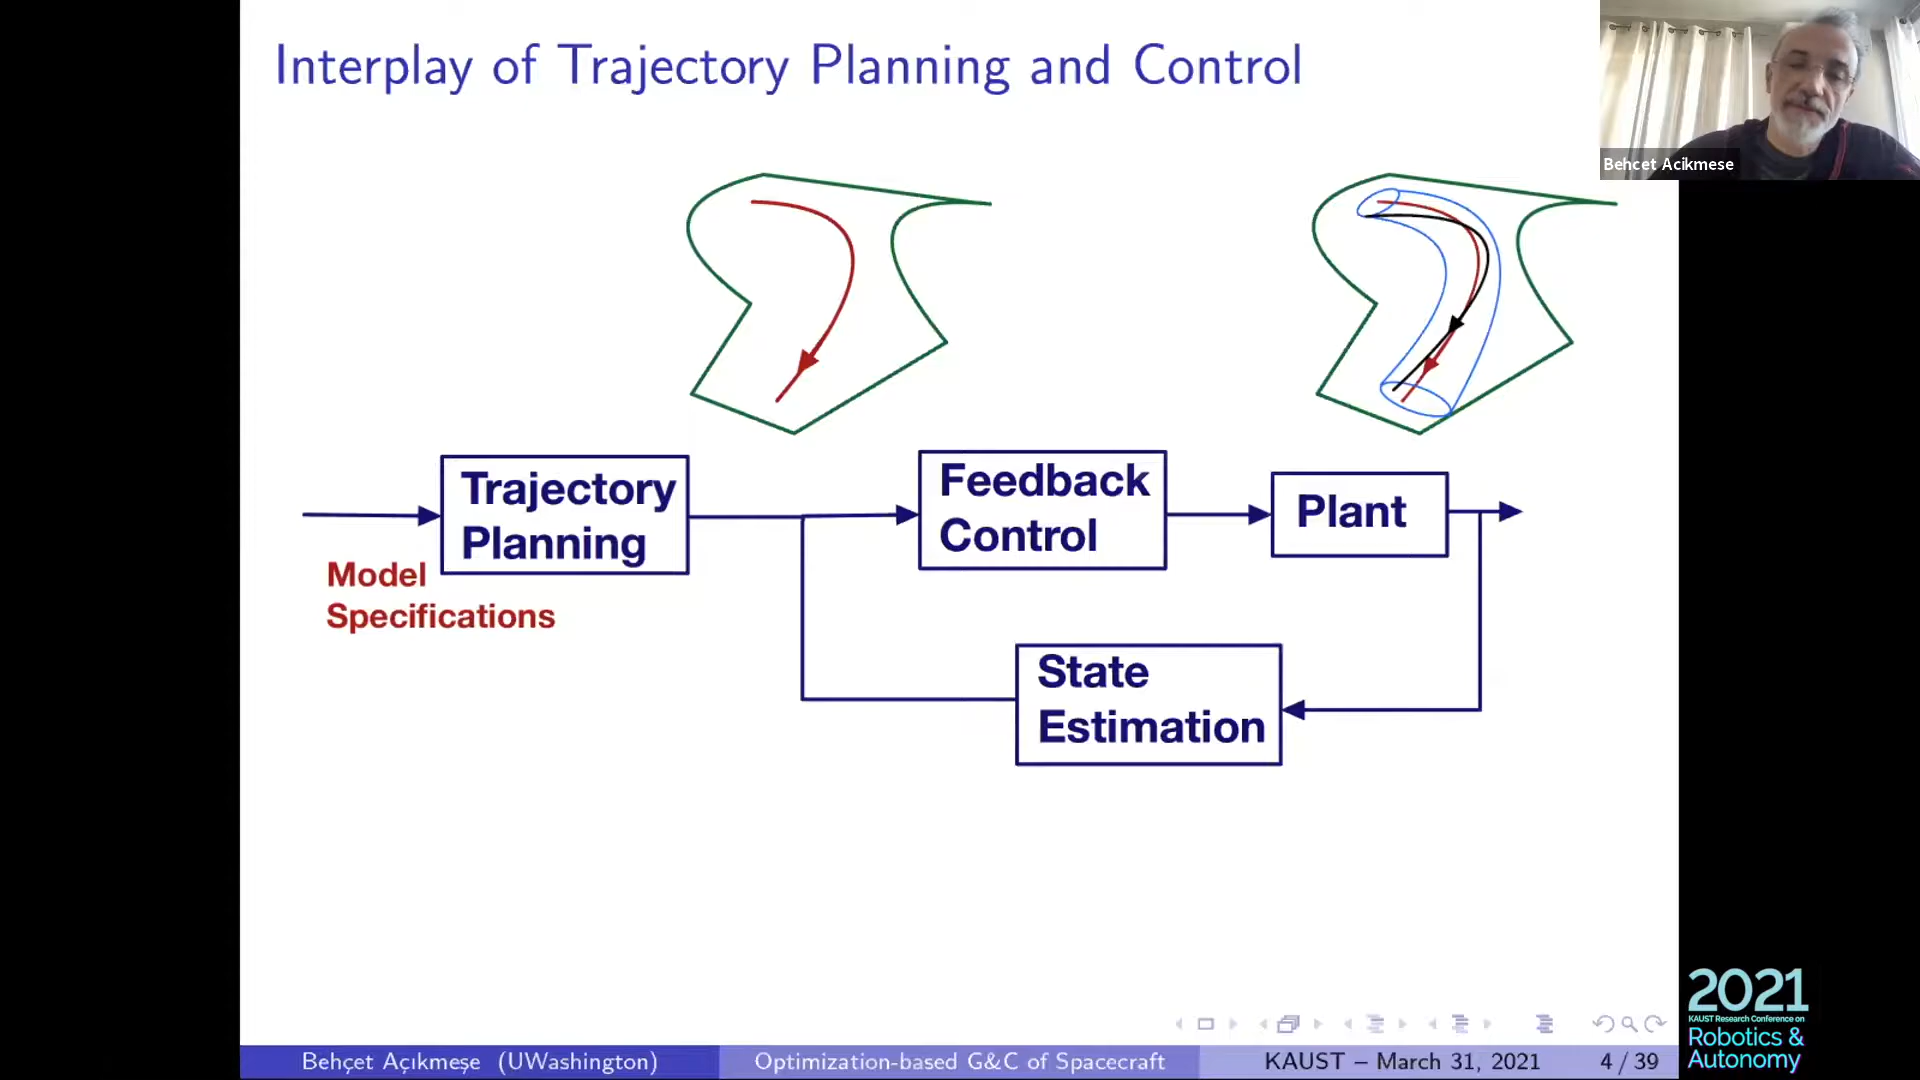 Interplay of Trajectory Planning and Control
Behcet Acikmese
Trajectory
Planning
Model
Specifications
Feedback
Control
Plant
State
Estimation
Behçet Açıkmeşe (UWashington)
Optimization-based G&C of Spacecraft
KAUST – March 31, 2021
4 / 39
2021
KAUST Research Conference on
Robotics &
Autonomy